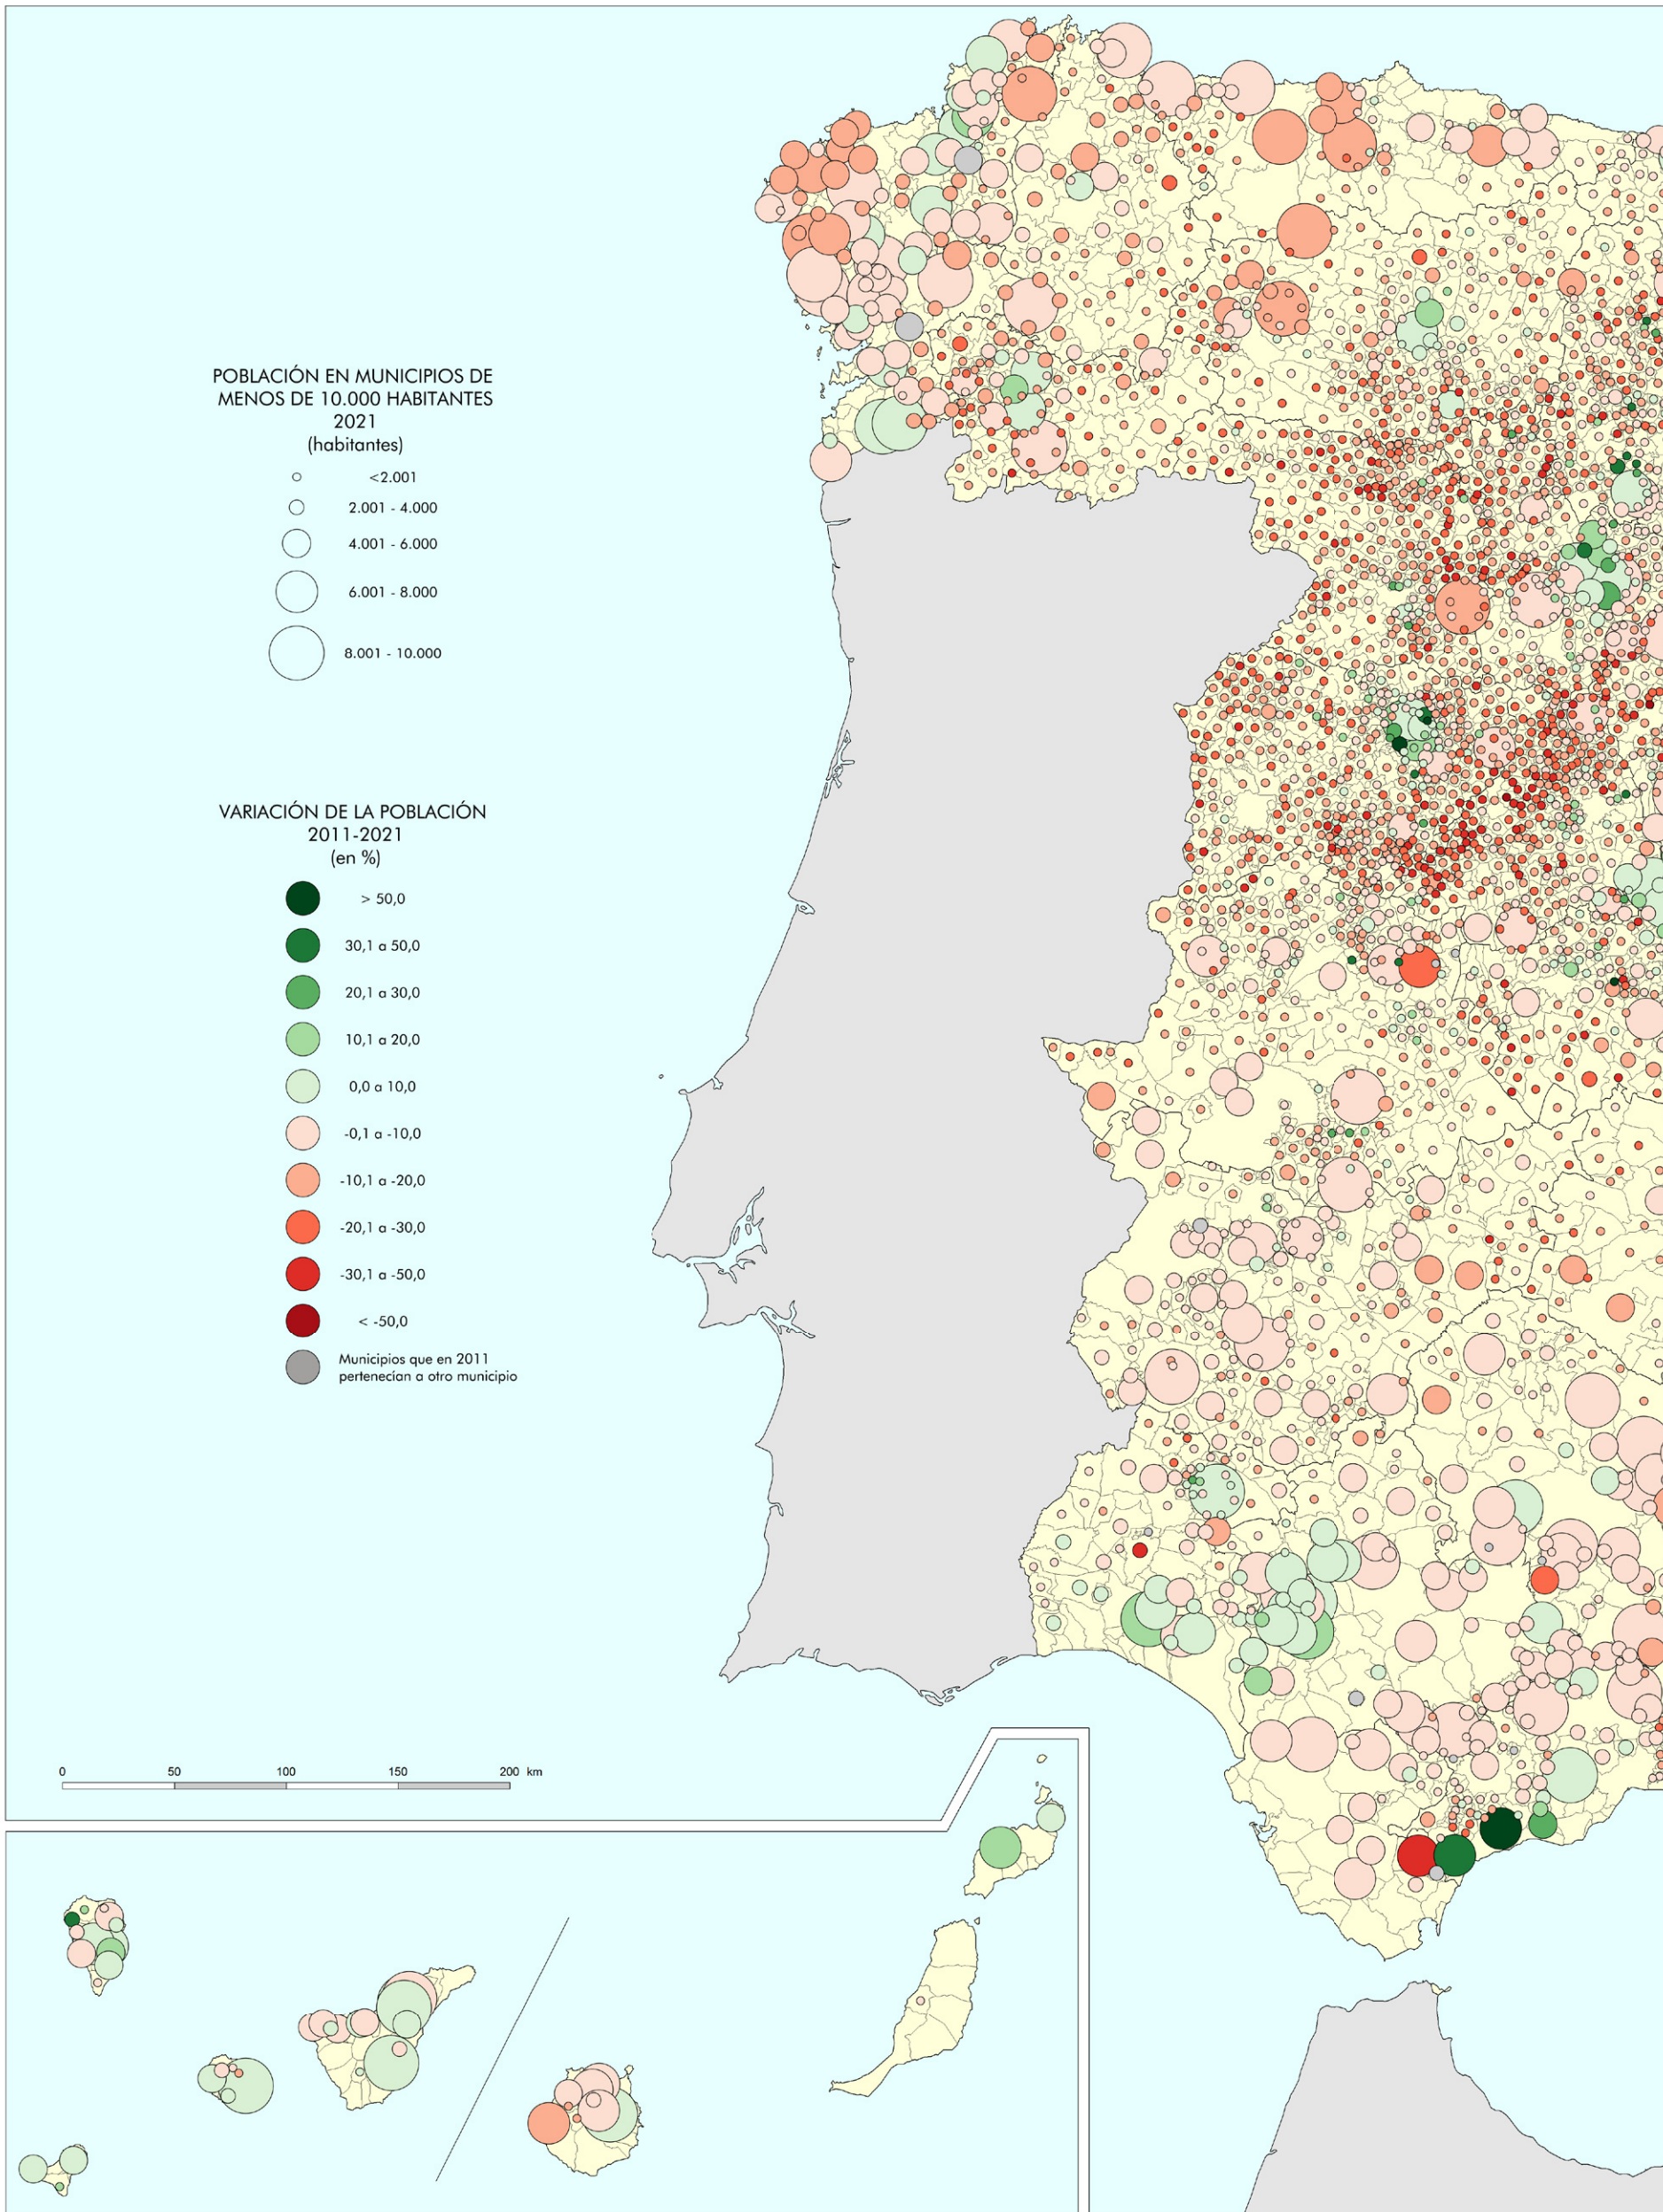 POBLACIÓN EN MUNICIPIOS DE
MENOS DE 10.000 HABITANTES
2021
(habitantes)
<2.001
2.001 - 4.000
4.001 - 6.000
6.001 - 8.000
8.001 - 10.000
VARIACIÓN DE LA POBLACIÓN
2011-2021
(en %)
> 50,0
30,1 a 50,0
20,1 a 30,0
10,1 a 20,0
0,0 a 10,0
-0,1 a -10,0
-10,1 a -20,0
-20,1 a -30,0
-30,1 a -50,0
< -50,0
Municipios que en 2011
pertenecían a otro municipio
0 50 100 150 200 km